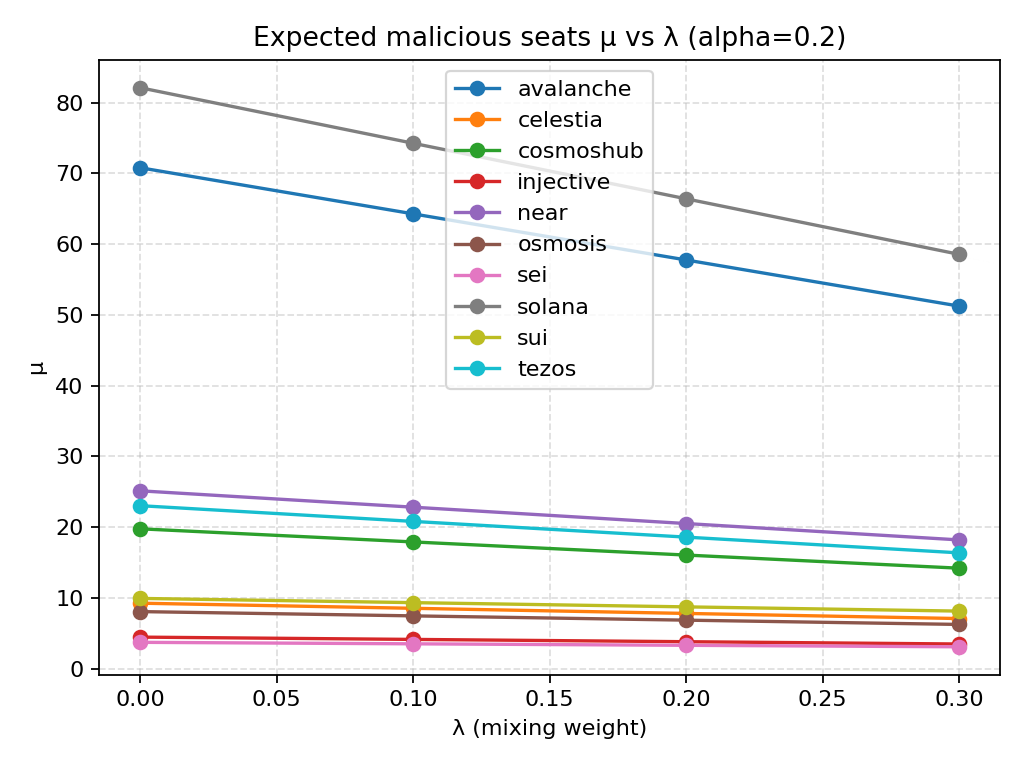 Expected malicious seats μ vs λ (alpha=0.2)
avalanche
celestia
cosmoshub
injective
near
osmosis
sei
solana
sui
tezos
80
70
60
50
40
30
20
10
0
μ
0.00 0.05 0.10 0.15 0.20 0.25 0.30
λ (mixing weight)